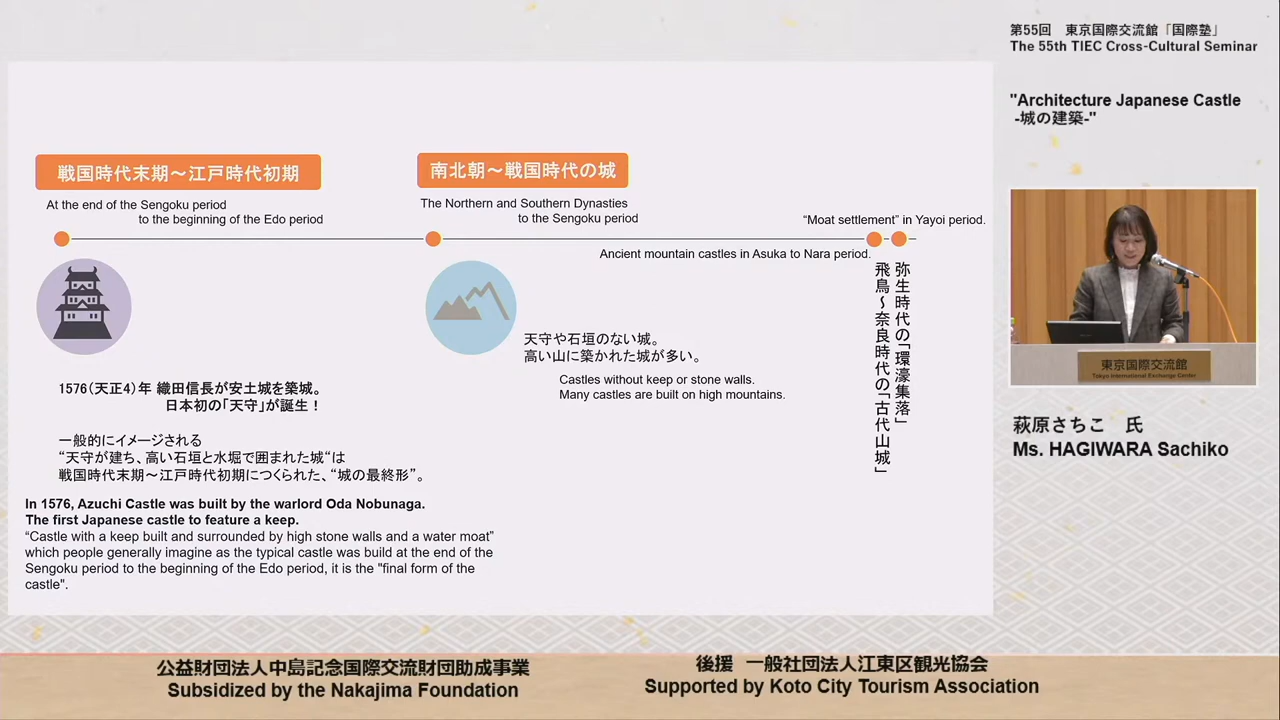 第55回　東京国際交流館「国際塾」
The 55th TIEC Cross-Cultural Seminar
"Architecture Japanese Castle
-城の建築-"
戦国時代末期～江戸時代初期
At the end of the Sengoku period
to the beginning of the Edo period
南北朝～戦国時代の城
The Northern and Southern Dynasties
to the Sengoku period
“Moat settlement” in Yayoi period.
Ancient mountain castles in Asuka to Nara period.
弥生時代の「環濠集落」
飛鳥～奈良時代の「古代山城」
天守や石垣のない城。
高い山に築かれた城が多い。
Castles without keep or stone walls.
Many castles are built on high mountains.
1576（天正4）年 織田信長が安土城を築城。
日本初の「天守」が誕生！
一般的にイメージされる
“天守が建ち、高い石垣と水堀で囲まれた城“は
戦国時代末期～江戸時代初期につくられた、“城の最終形”。
In 1576, Azuchi Castle was built by the warlord Oda Nobunaga.
The first Japanese castle to feature a keep.
“Castle with a keep built and surrounded by high stone walls and a water moat”
which people generally imagine as the typical castle was build at the end of the
Sengoku period to the beginning of the Edo period, it is the "final form of the
castle".
東京国際交流館
Tokyo International Exchange Center
萩原さちこ　氏
Ms. HAGIWARA Sachiko
公益財団法人中島記念国際交流財団助成事業
Subsidized by the Nakajima Foundation
後援　一般社団法人江東区観光協会
Supported by Koto City Tourism Association